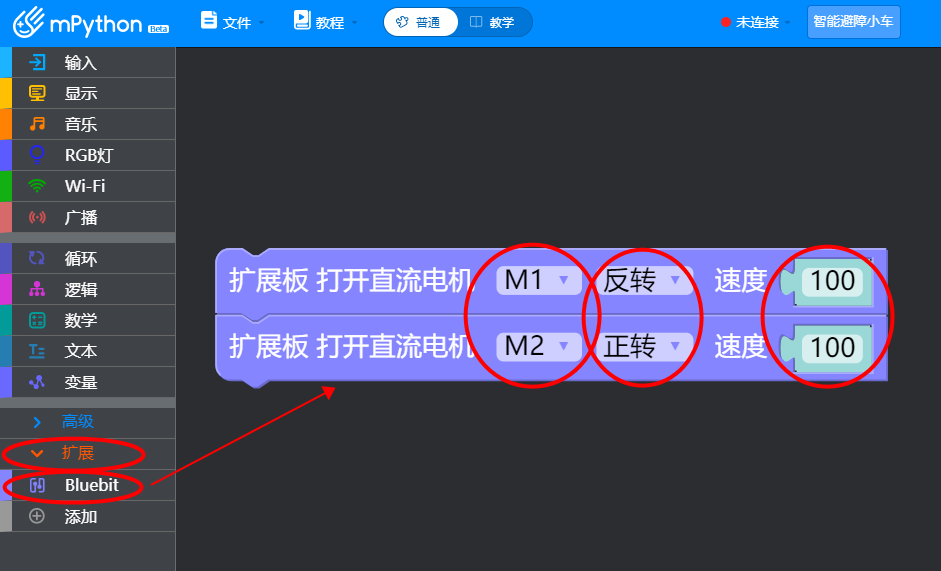 mPython Beta 文件 教程 普通 教学 未连接 智能避障小车
输入
显示
音乐
RGB灯
Wi-Fi
广播
循环
逻辑
数学
文本
变量
高级
扩展
Bluebit
添加
扩展板 打开直流电机 M1 反转 速度 100
扩展板 打开直流电机 M2 正转 速度 100